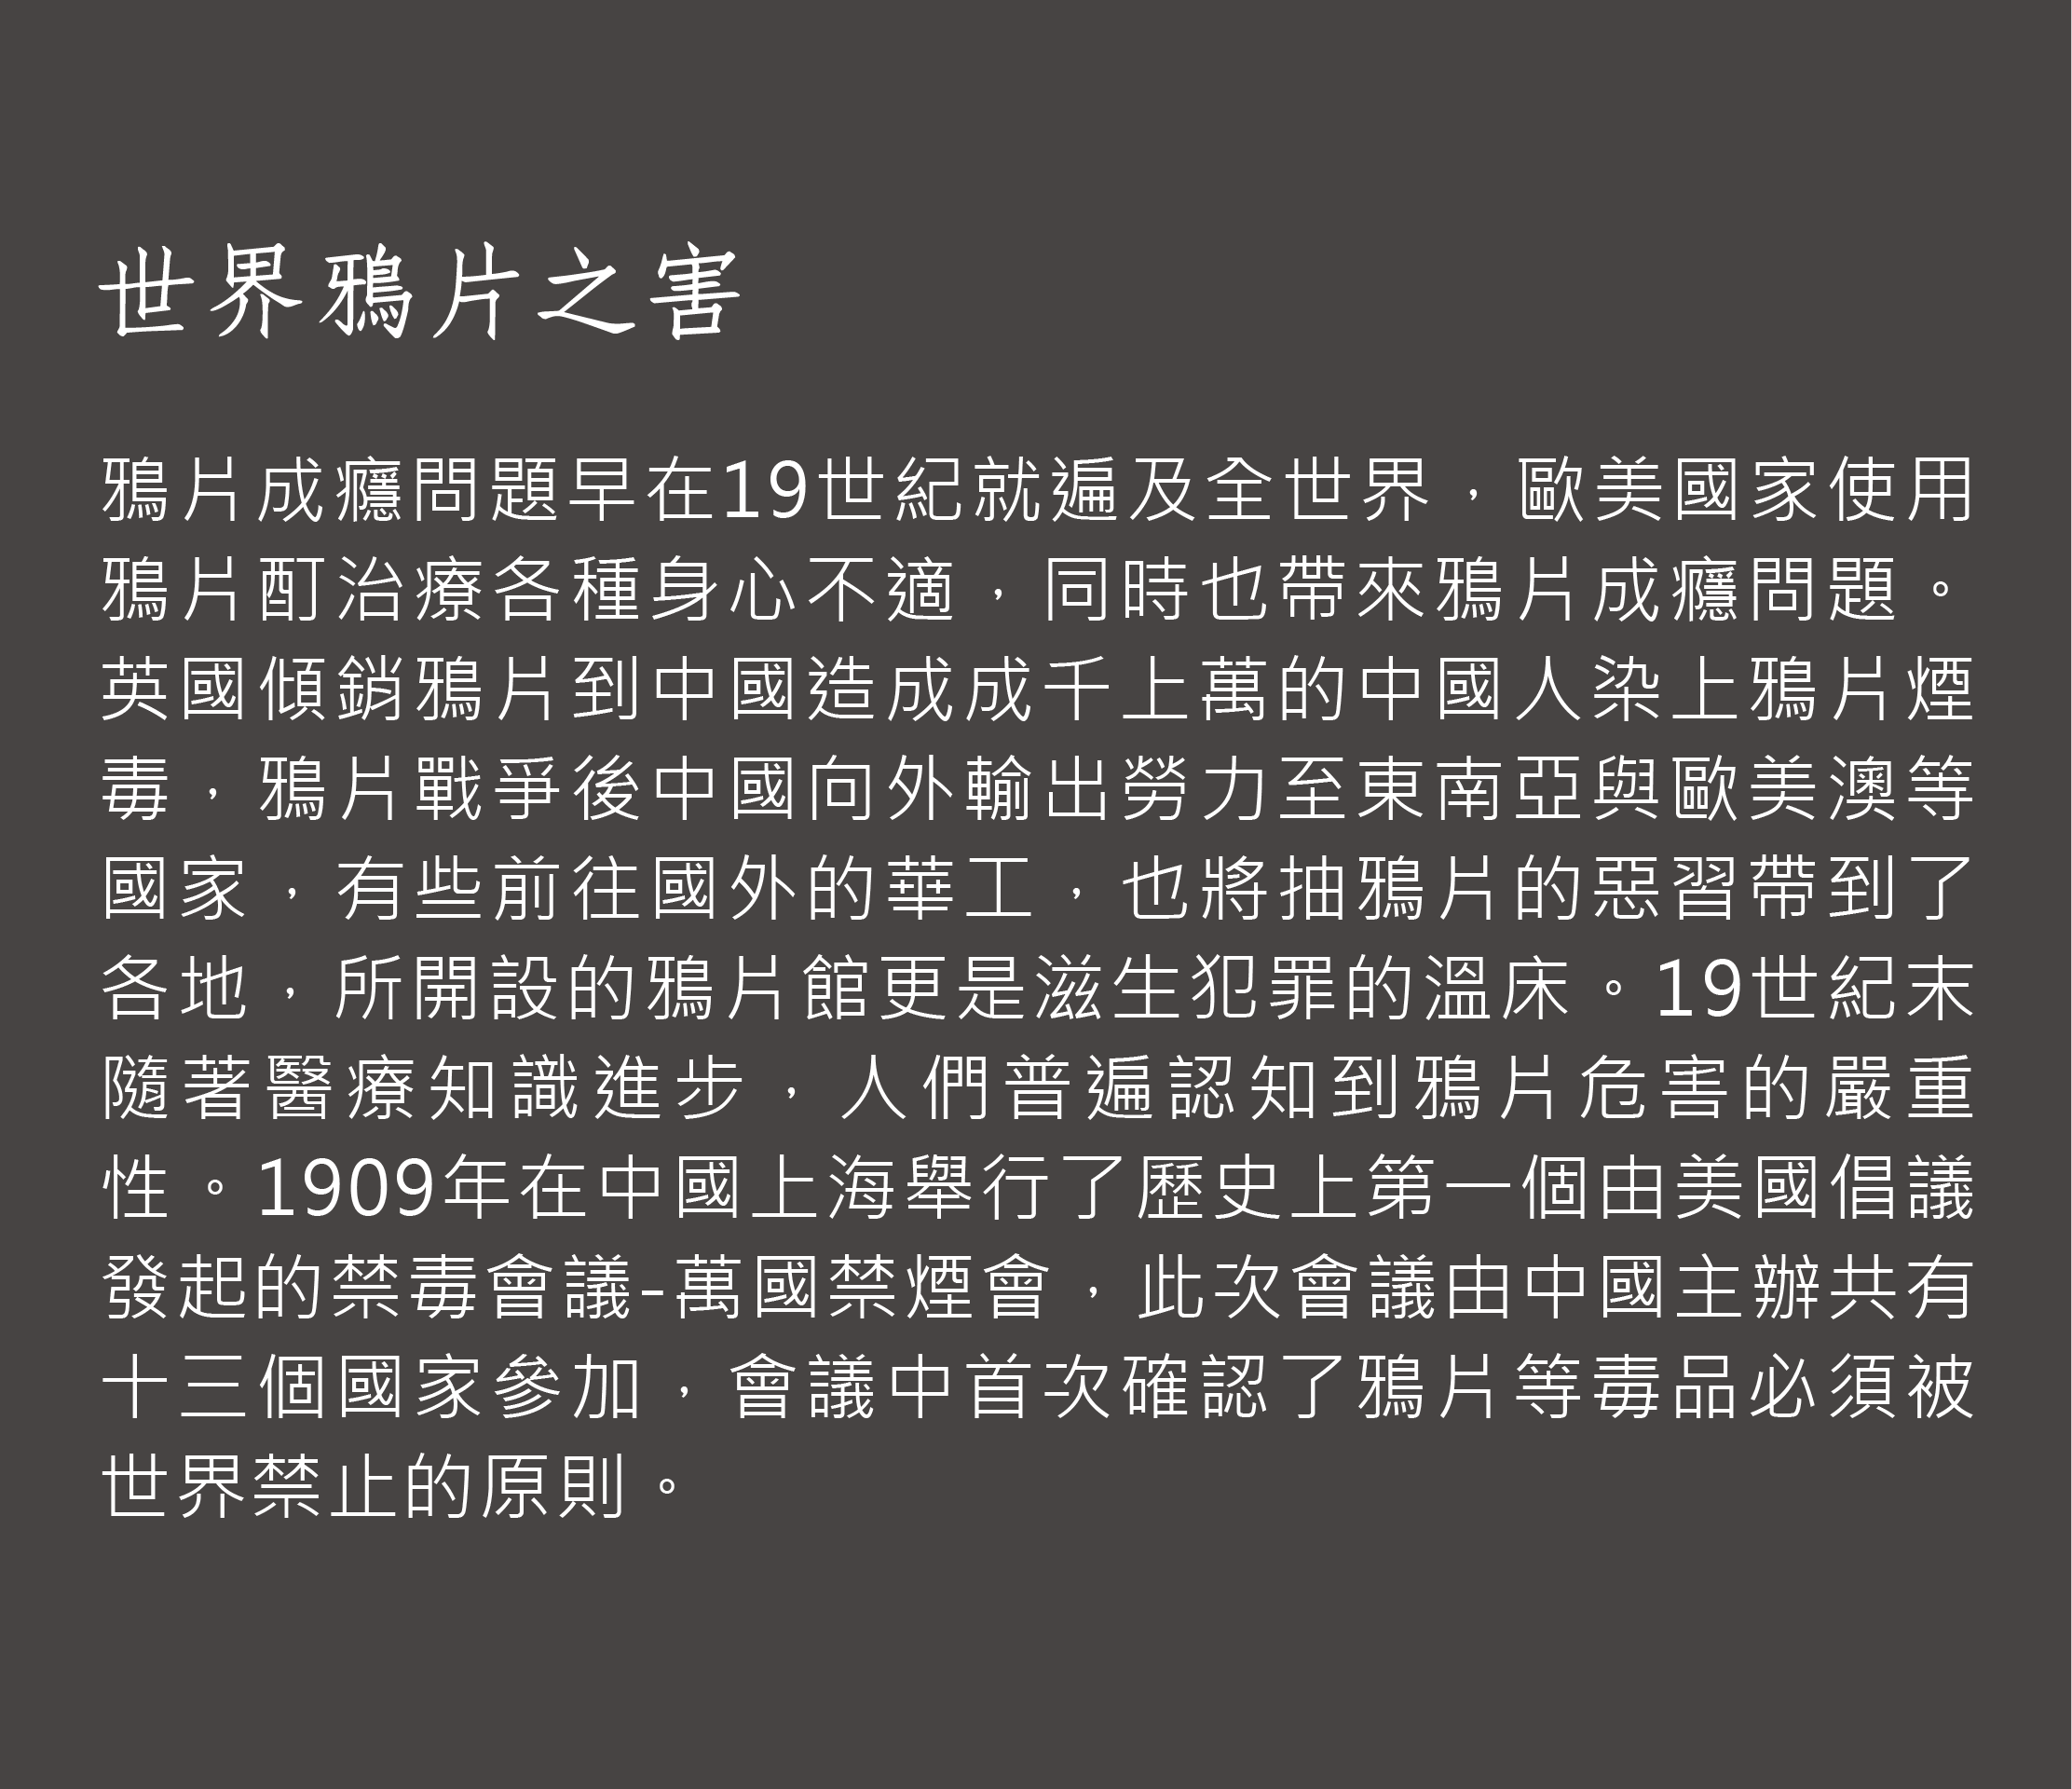 世界鴉片之害
鴉片成癮問題早在19世紀就遍及全世界，歐美國家使用
鴉片酊治療各種身心不適，同時也帶來鴉片成癮問題。
英國傾銷鴉片到中國造成成千上萬的中國人染上鴉片煙
毒，鴉片戰爭後中國向外輸出勞力至東南亞與歐美澳等
國家，有些前往國外的華工，也將抽鴉片的惡習帶到了
各地，所開設的鴉片館更是滋生犯罪的溫床。19世紀末
隨著醫療知識進步，人們普遍認知到鴉片危害的嚴重
性。1909年在中國上海舉行了歷史上第一個由美國倡議
發起的禁毒會議-萬國禁煙會，此次會議由中國主辦共有
十三個國家參加，會議中首次確認了鴉片等毒品必須被
世界禁止的原則。